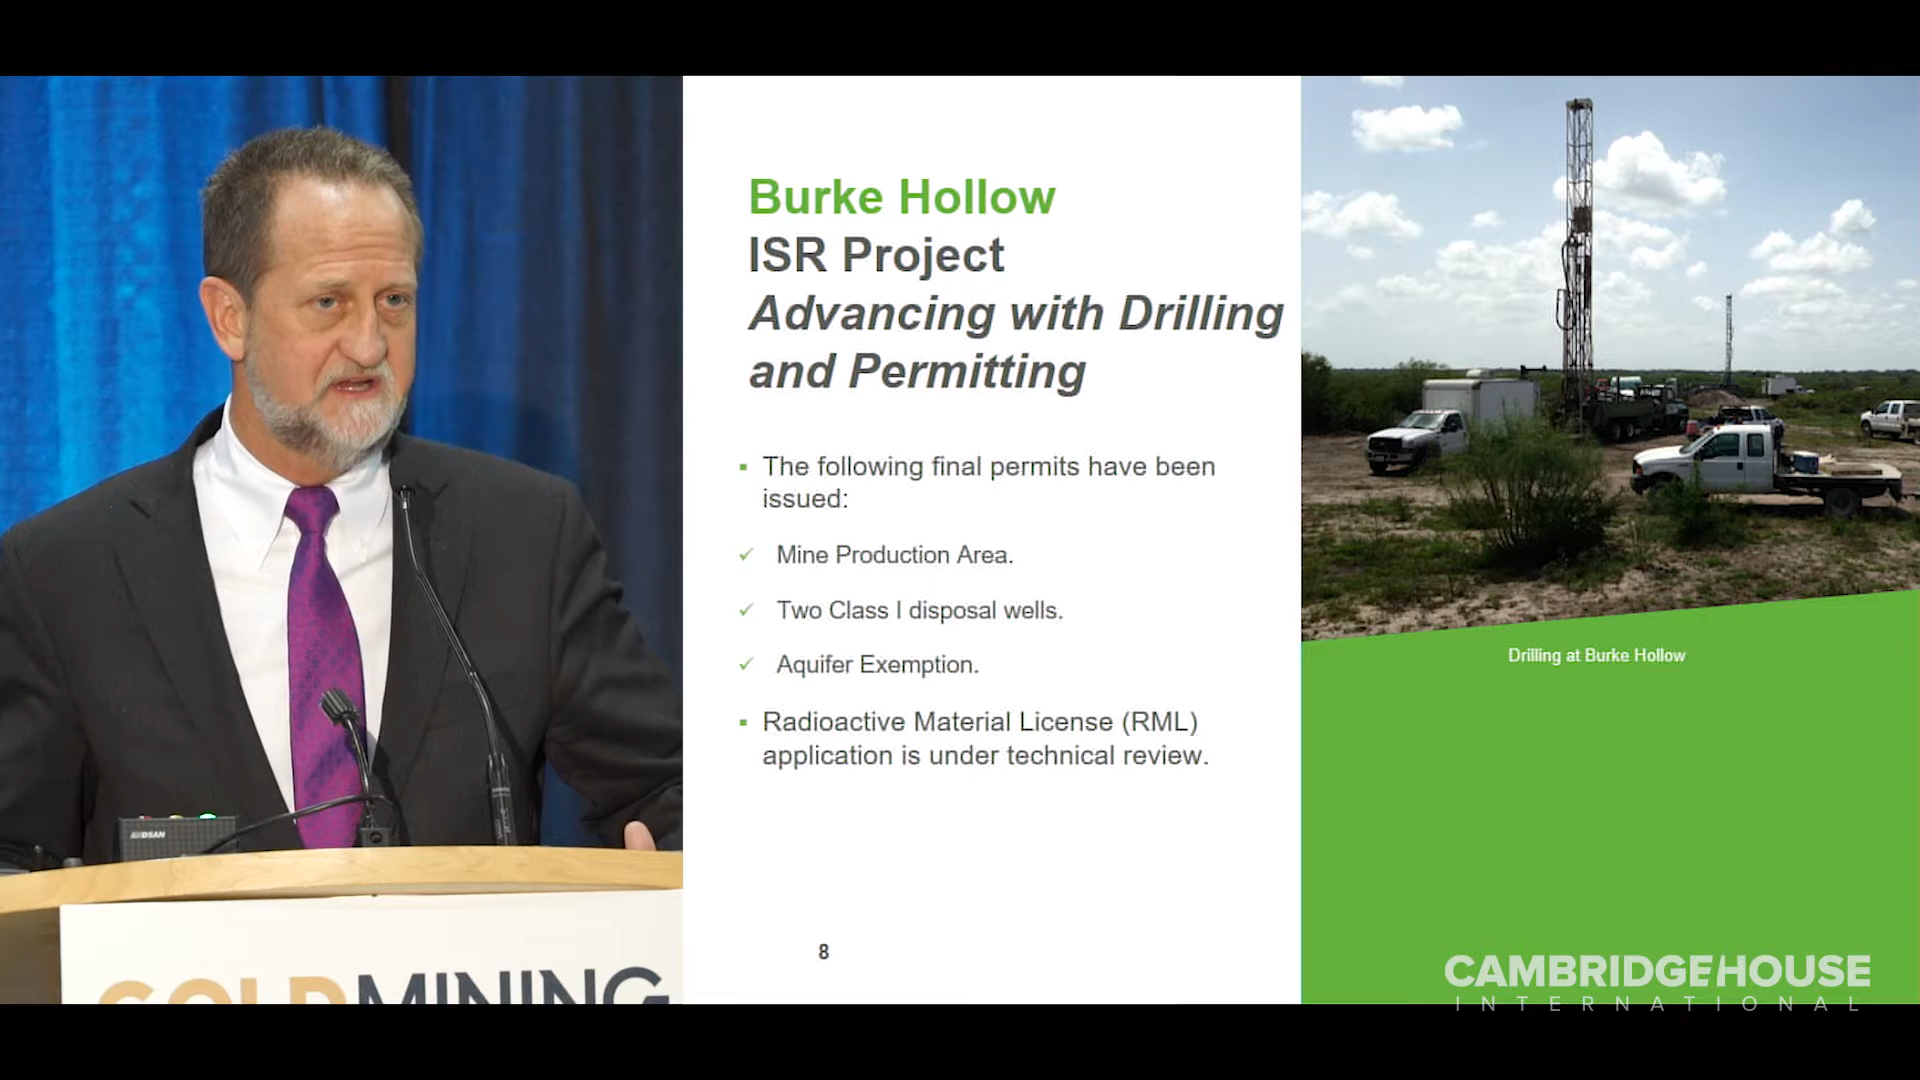 Burke Hollow
ISR Project
Advancing with Drilling
and Permitting
▪ The following final permits have been
issued:
✓ Mine Production Area.
✓ Two Class I disposal wells.
✓ Aquifer Exemption.
▪ Radioactive Material License (RML)
application is under technical review.
8
Drilling at Burke Hollow
GOLDMINING
CAMBRIDGEHOUSE
INTERNATIONAL